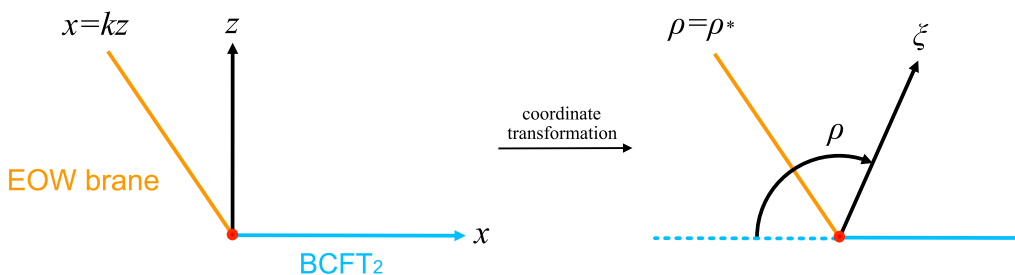 x=kz
z
EOW brane
x
BCFT₂
coordinate
transformation
ρ=ρ*
ξ
ρ